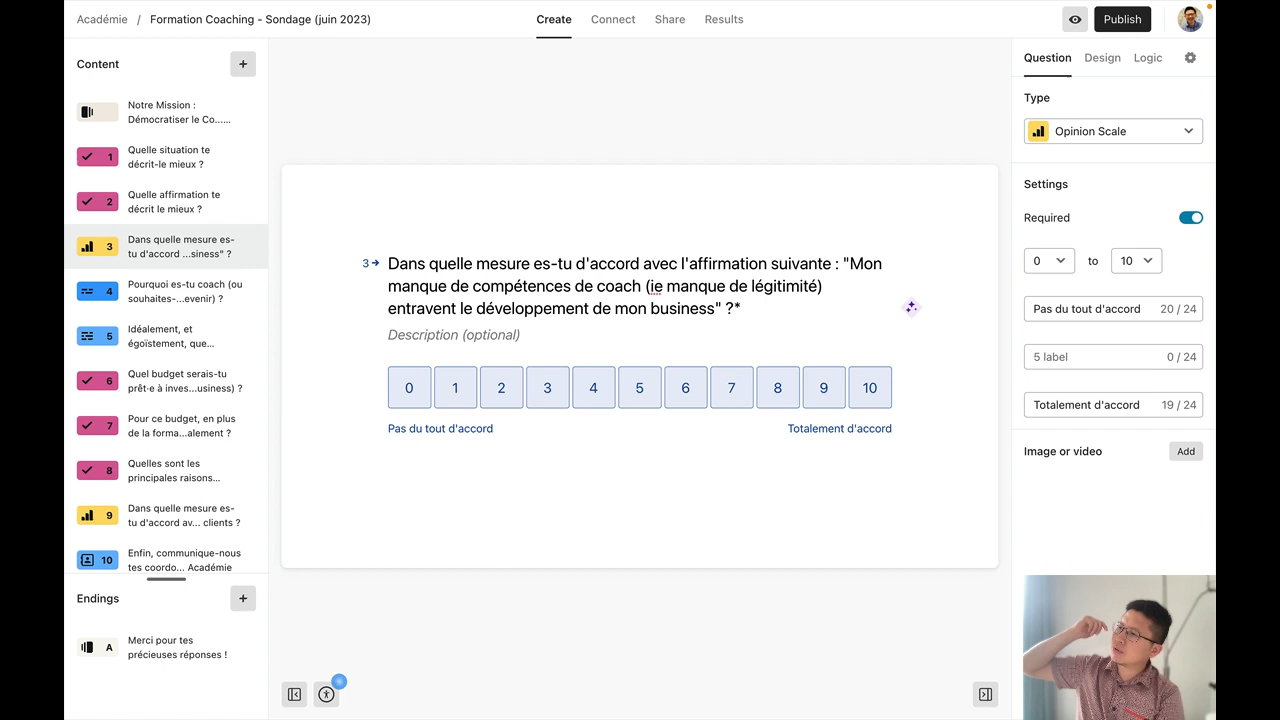 Académie / Formation Coaching - Sondage (juin 2023)
Create Connect Share Results
Publish
Content
+
Notre Mission :
Démocratiser le Co...…
1 Quelle situation te
décrit-le mieux ?
2 Quelle affirmation te
décrit le mieux ?
3 Dans quelle mesure es-
tu d'accord ...siness" ?
4 Pourquoi es-tu coach (ou
souhaites-...evenir) ?
5 Idéalement, et
égoïstement, que...
6 Quel budget serais-tu
prêt·e à inves...usiness) ?
7 Pour ce budget, en plus
de la forma...alement ?
8 Quelles sont les
principales raisons...
9 Dans quelle mesure es-
tu d'accord av... clients ?
10 Enfin, communique-nous
tes coordo... Académie
Endings
+
A Merci pour tes
précieuses réponses !
3 Dans quelle mesure es-tu d'accord avec l'affirmation suivante : "Mon
manque de compétences de coach (ie manque de légitimité)
entravent le développement de mon business" ?*
Description (optional)
0 1 2 3 4 5 6 7 8 9 10
Pas du tout d'accord Totalement d'accord
Question Design Logic
Type
Opinion Scale
Settings
Required
0 to 10
Pas du tout d'accord 20 / 24
5 label 0 / 24
Totalement d'accord 19 / 24
Image or video Add